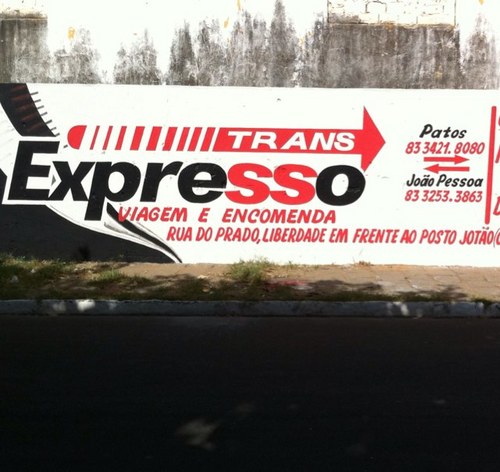 TRANS
Expresso
VIAGEM E ENCOMENDA
RUA DO PRADO, LIBERDADE EM FRENTE AO POSTO JOTÃO
Patos
83 3421.8080
João Pessoa
83 3253.3863